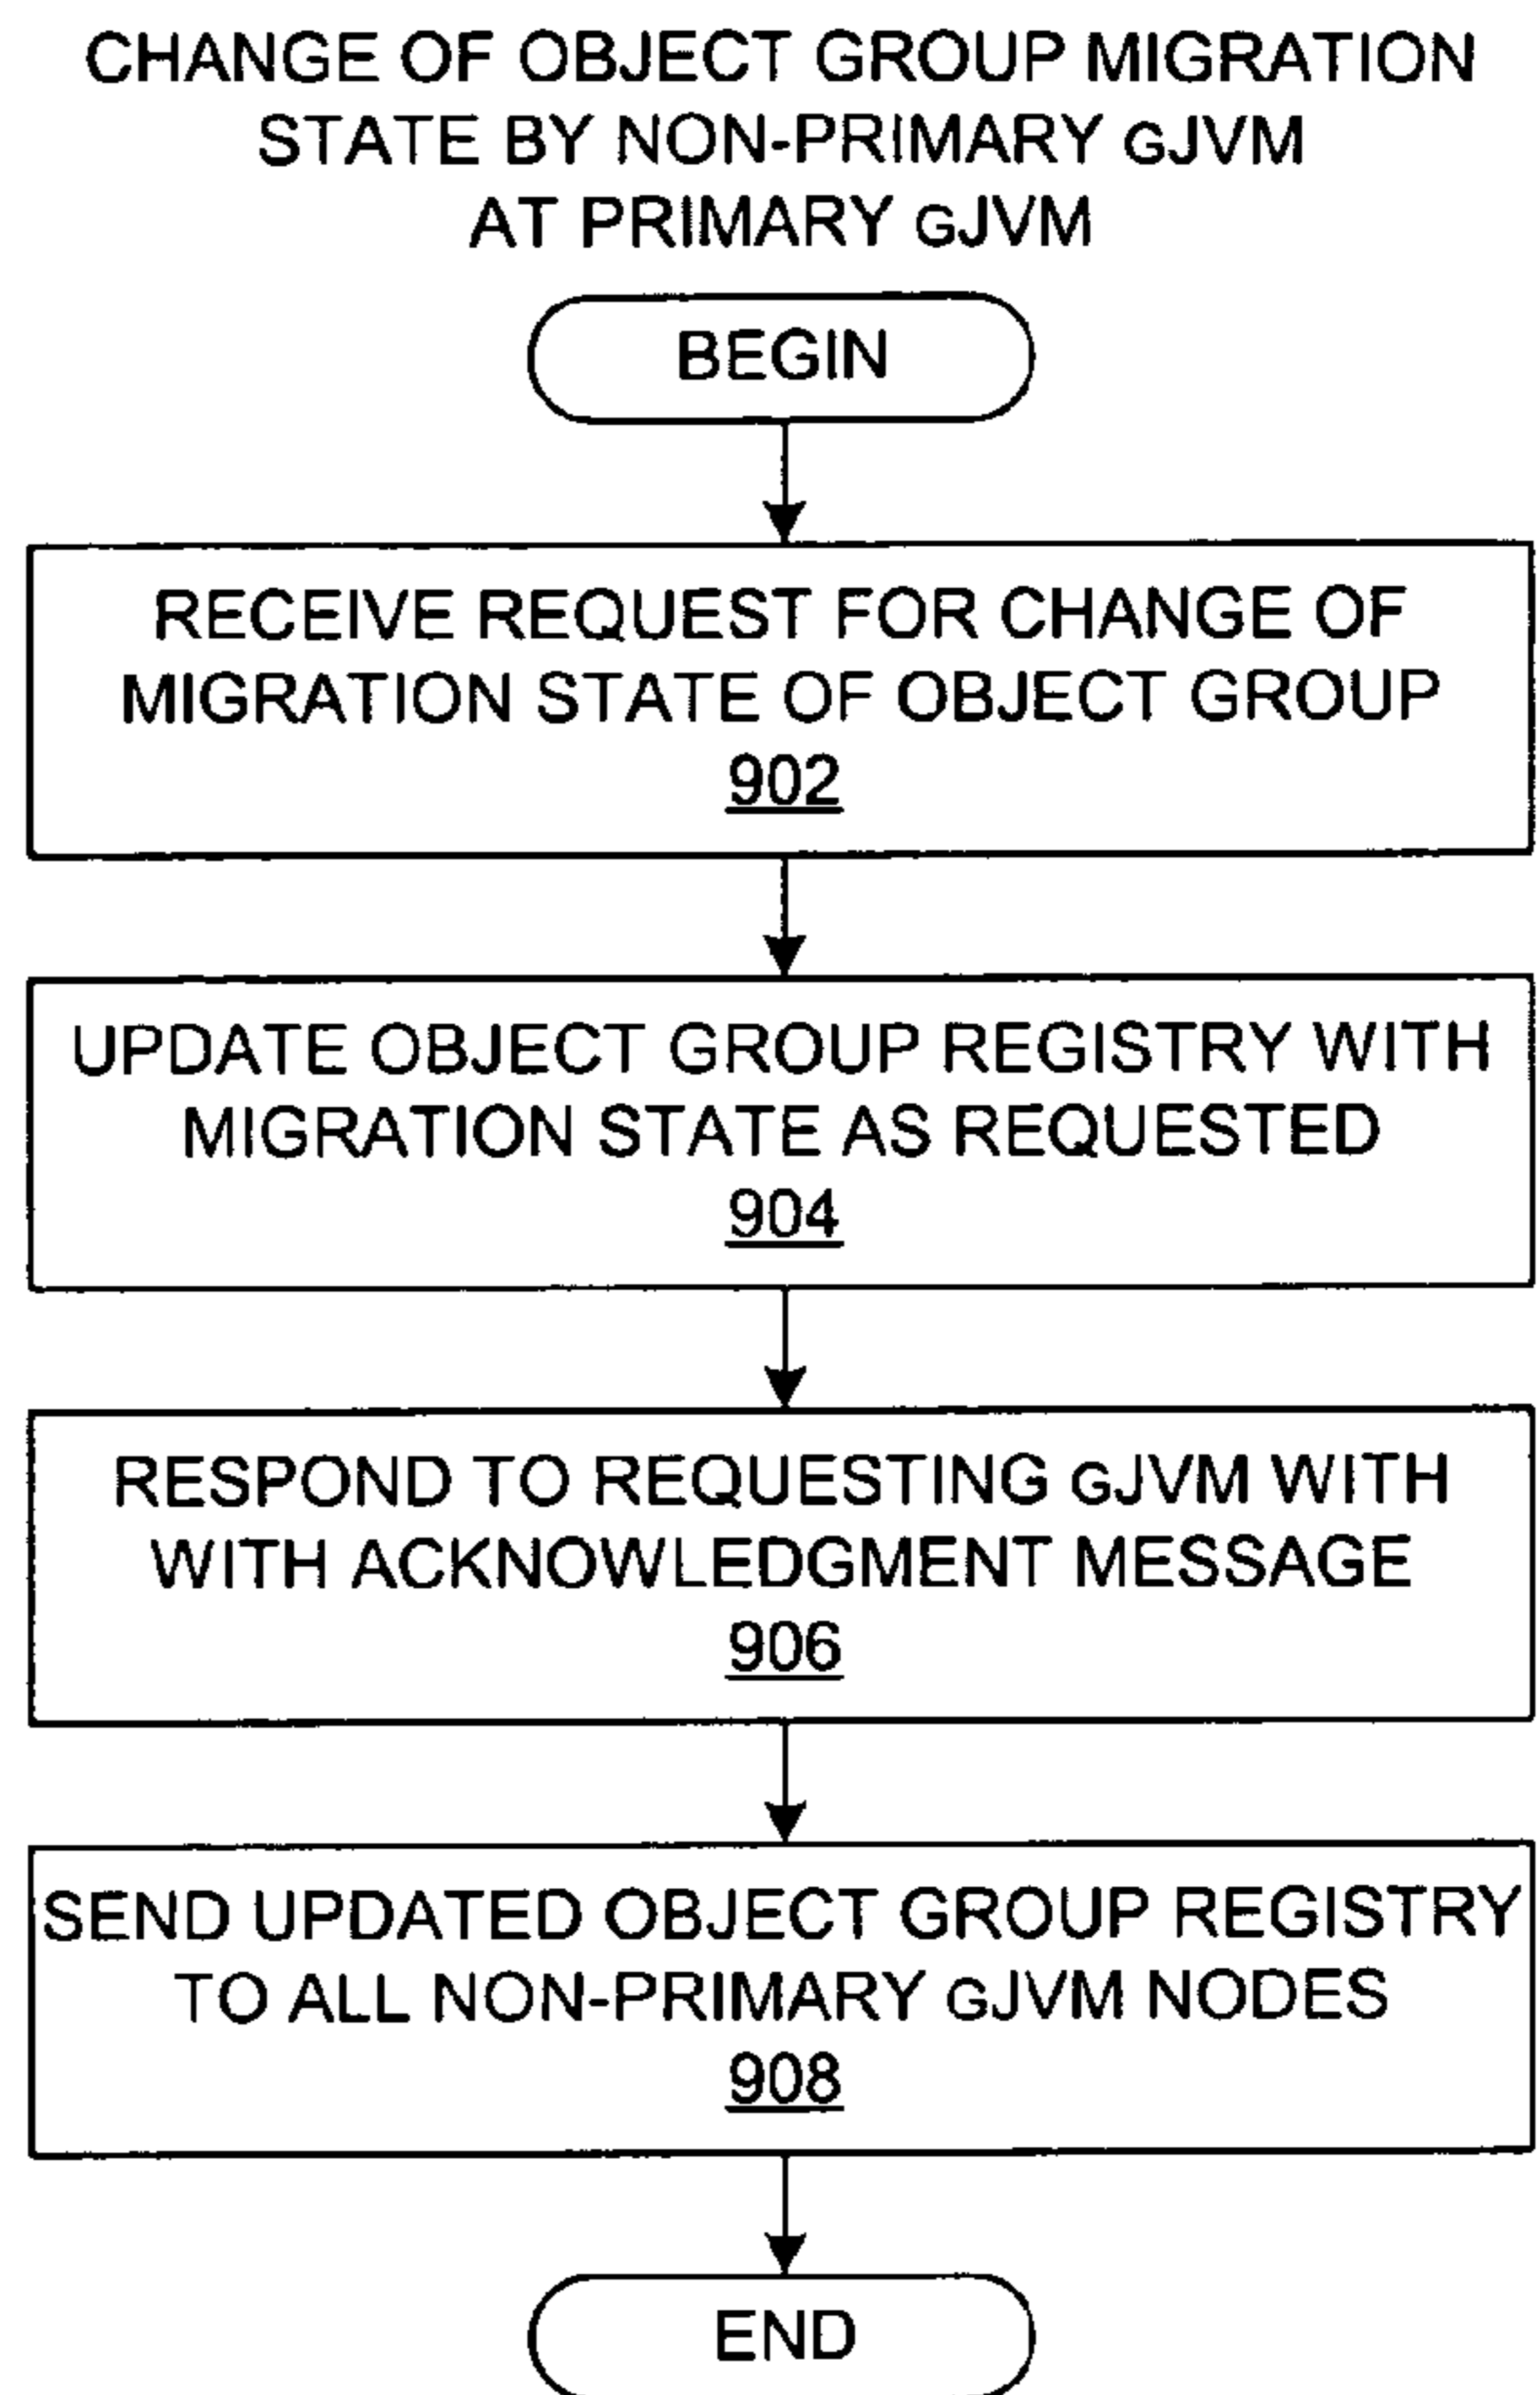 CHANGE OF OBJECT GROUP MIGRATION
STATE BY NON-PRIMARY GJVM
AT PRIMARY GJVM
BEGIN
RECEIVE REQUEST FOR CHANGE OF
MIGRATION STATE OF OBJECT GROUP
902
UPDATE OBJECT GROUP REGISTRY WITH
MIGRATION STATE AS REQUESTED
904
RESPOND TO REQUESTING GJVM WITH
WITH ACKNOWLEDGMENT MESSAGE
906
SEND UPDATED OBJECT GROUP REGISTRY
TO ALL NON-PRIMARY GJVM NODES
908
END